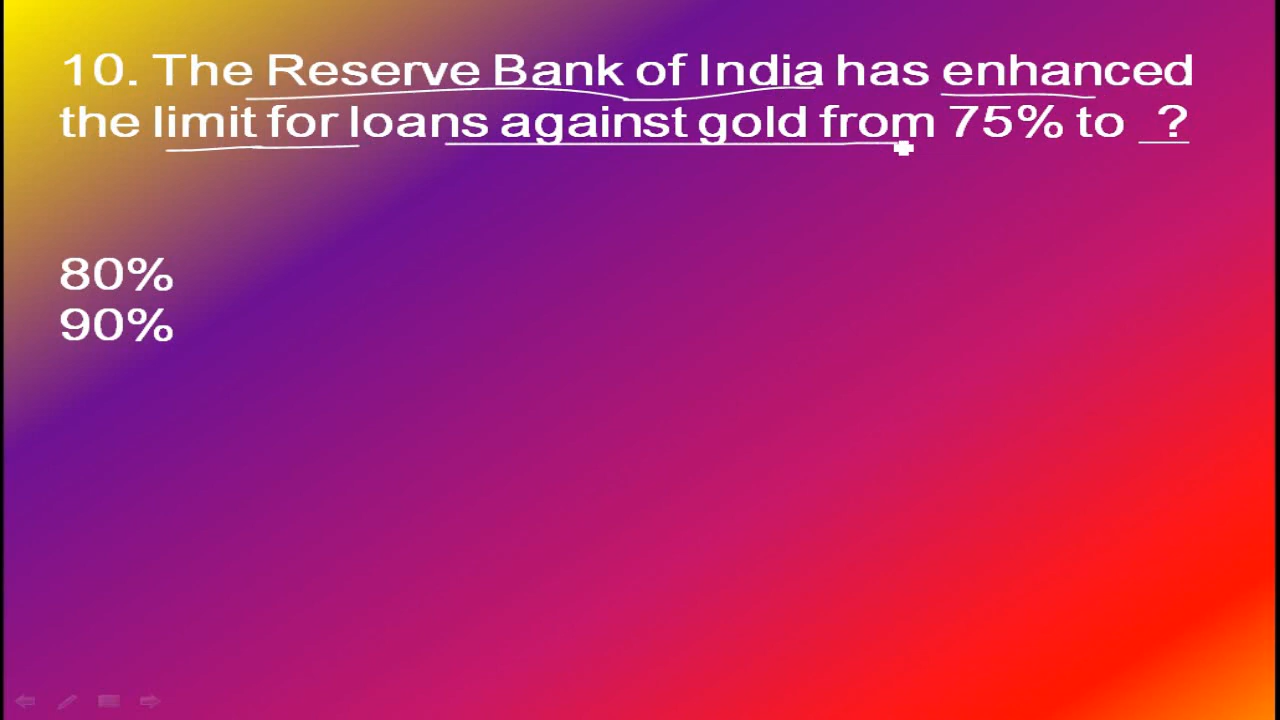 10. The Reserve Bank of India has enhanced
the limit for loans against gold from 75% to  ?
80%
90%